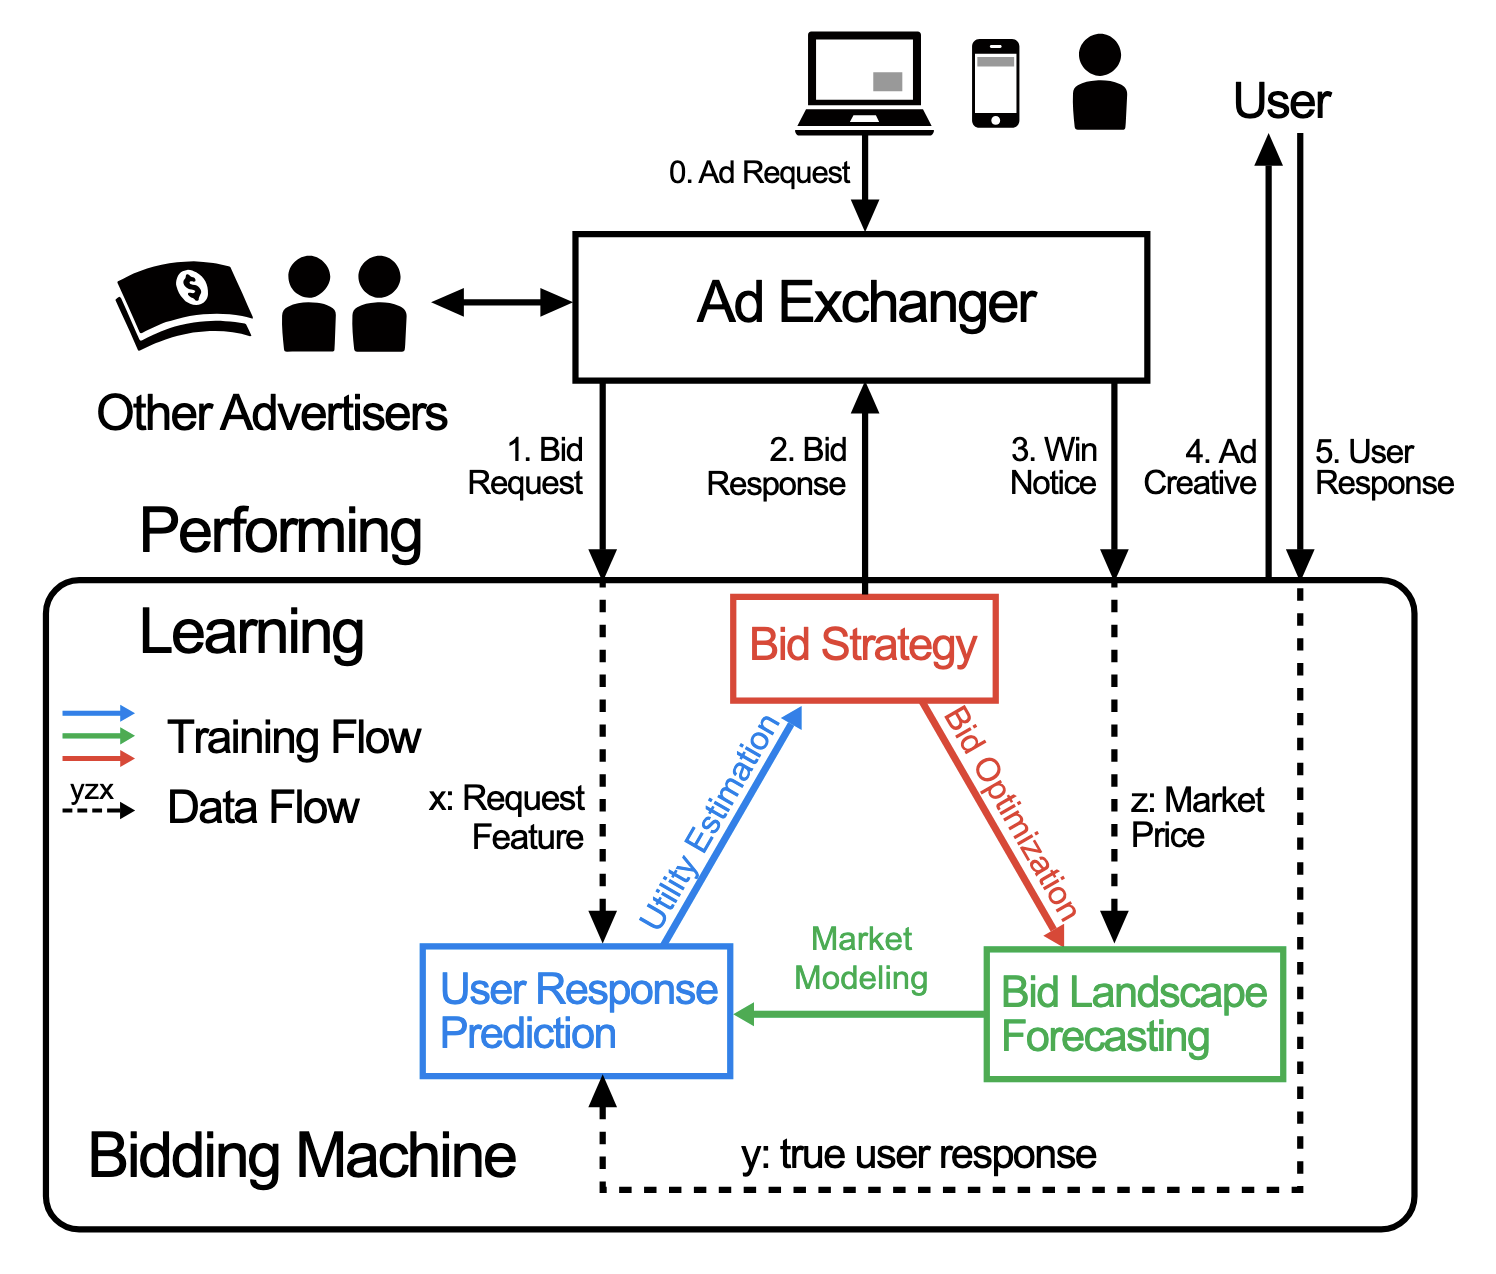 User
0. Ad Request
Ad Exchanger
$
Other Advertisers
1. Bid
Request
2. Bid
Response
3. Win
Notice
4. Ad
Creative
5. User
Response
Performing
Learning
Bid Strategy
Training Flow
yzx
Data Flow
x: Request
Feature
Utility Estimation
Bid Optimization
z: Market
Price
Market
Modeling
User Response
Prediction
Bid Landscape
Forecasting
Bidding Machine
y: true user response